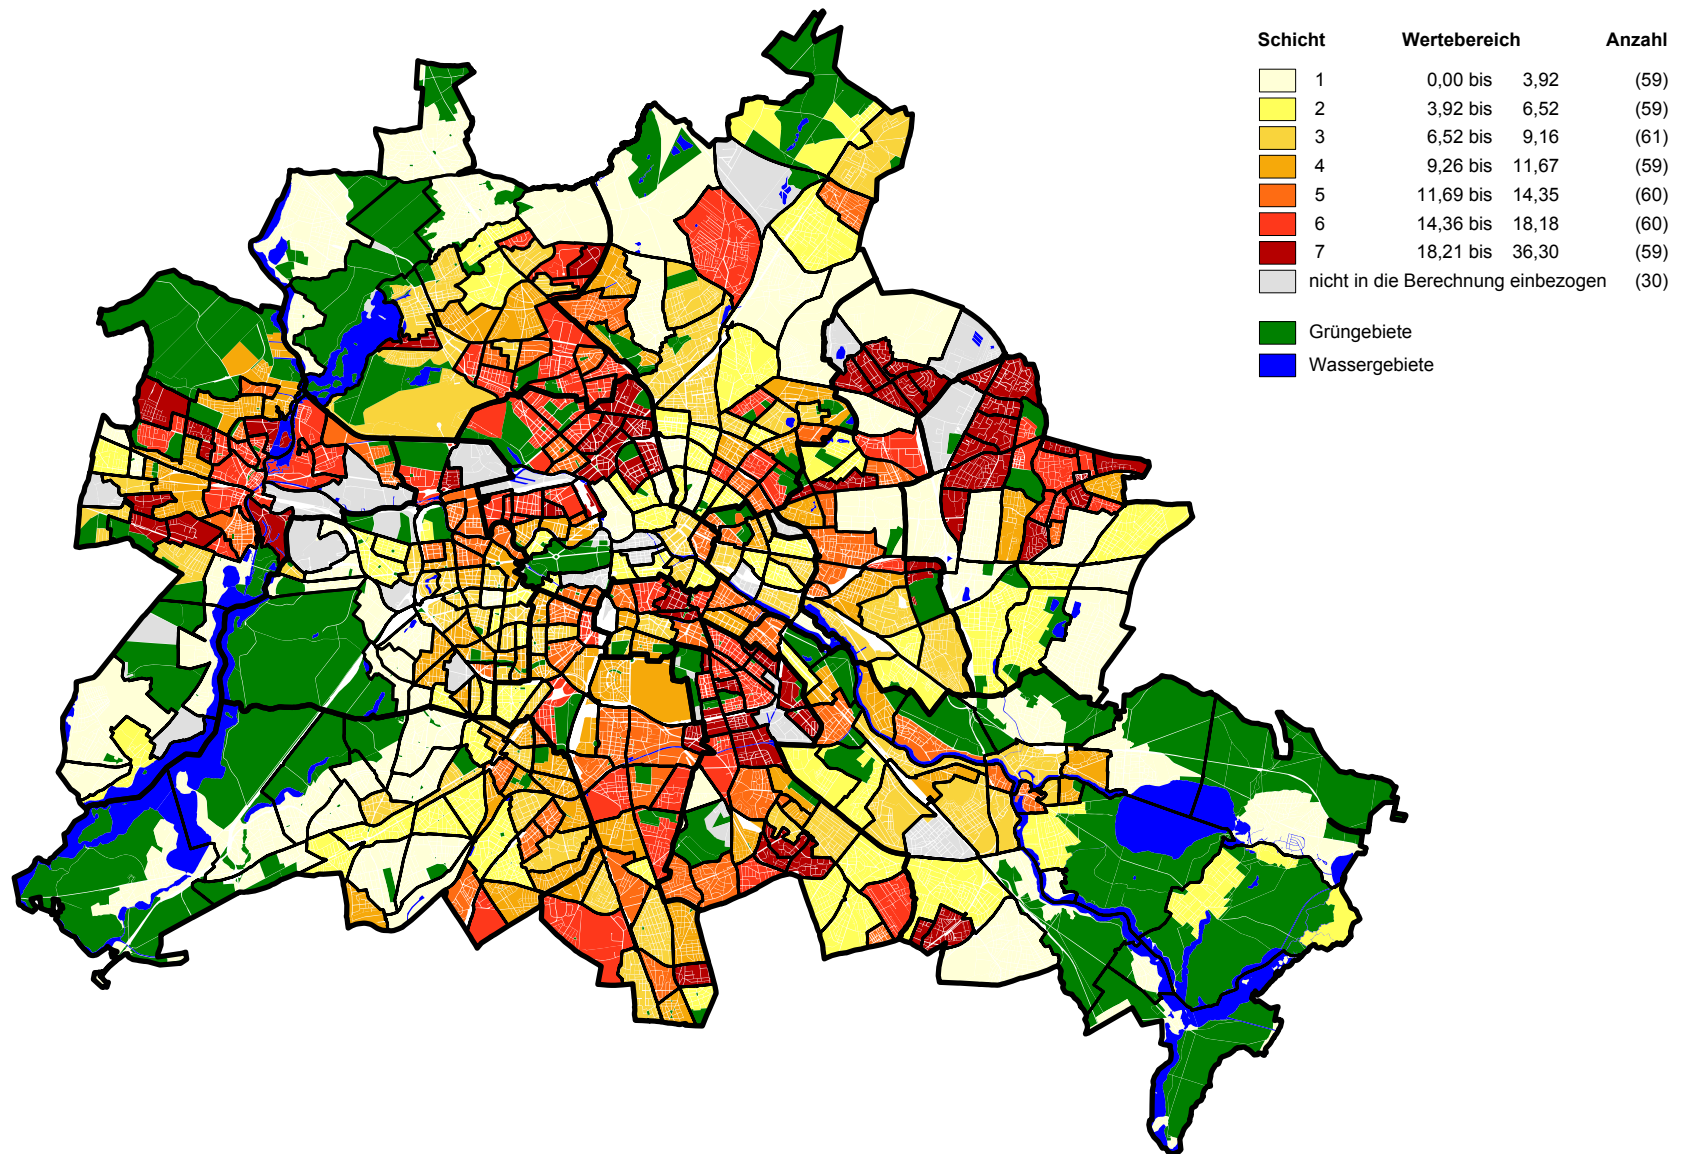 Schicht Wertebereich Anzahl
1 0,00 bis 3,92 (59)
2 3,92 bis 6,52 (59)
3 6,52 bis 9,16 (61)
4 9,26 bis 11,67 (59)
5 11,69 bis 14,35 (60)
6 14,36 bis 18,18 (60)
7 18,21 bis 36,30 (59)
nicht in die Berechnung einbezogen (30)
Grüngebiete
Wassergebiete